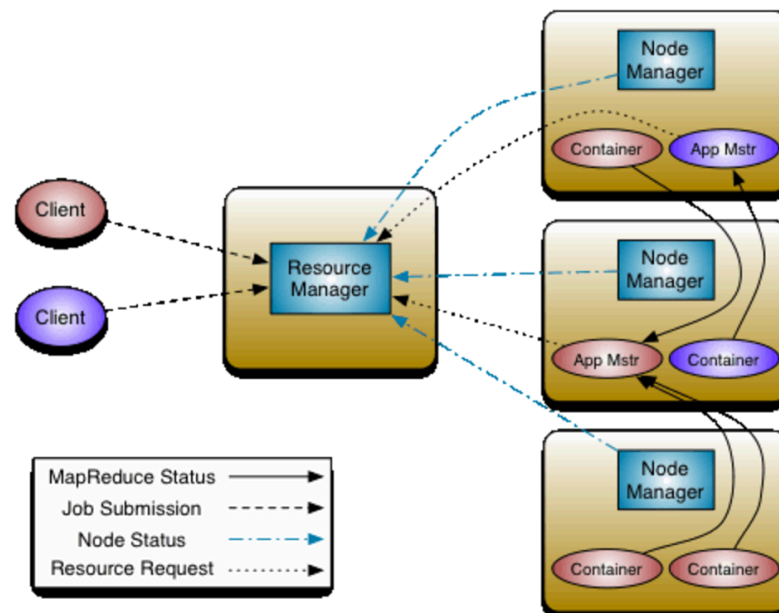 Node
Manager
Container
App Mstr
Client
Resource
Manager
Client
Node
Manager
App Mstr
Container
Node
Manager
Container
Container
MapReduce Status
Job Submission
Node Status
Resource Request